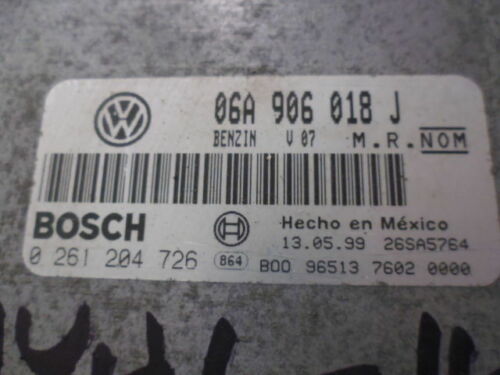 06A 906 018 J
BENZIN V 07 M.R.NOM
BOSCH
Hecho en México
13.05.99 26SA5764
0 261 204 726 864 B00 96513 7602 0000